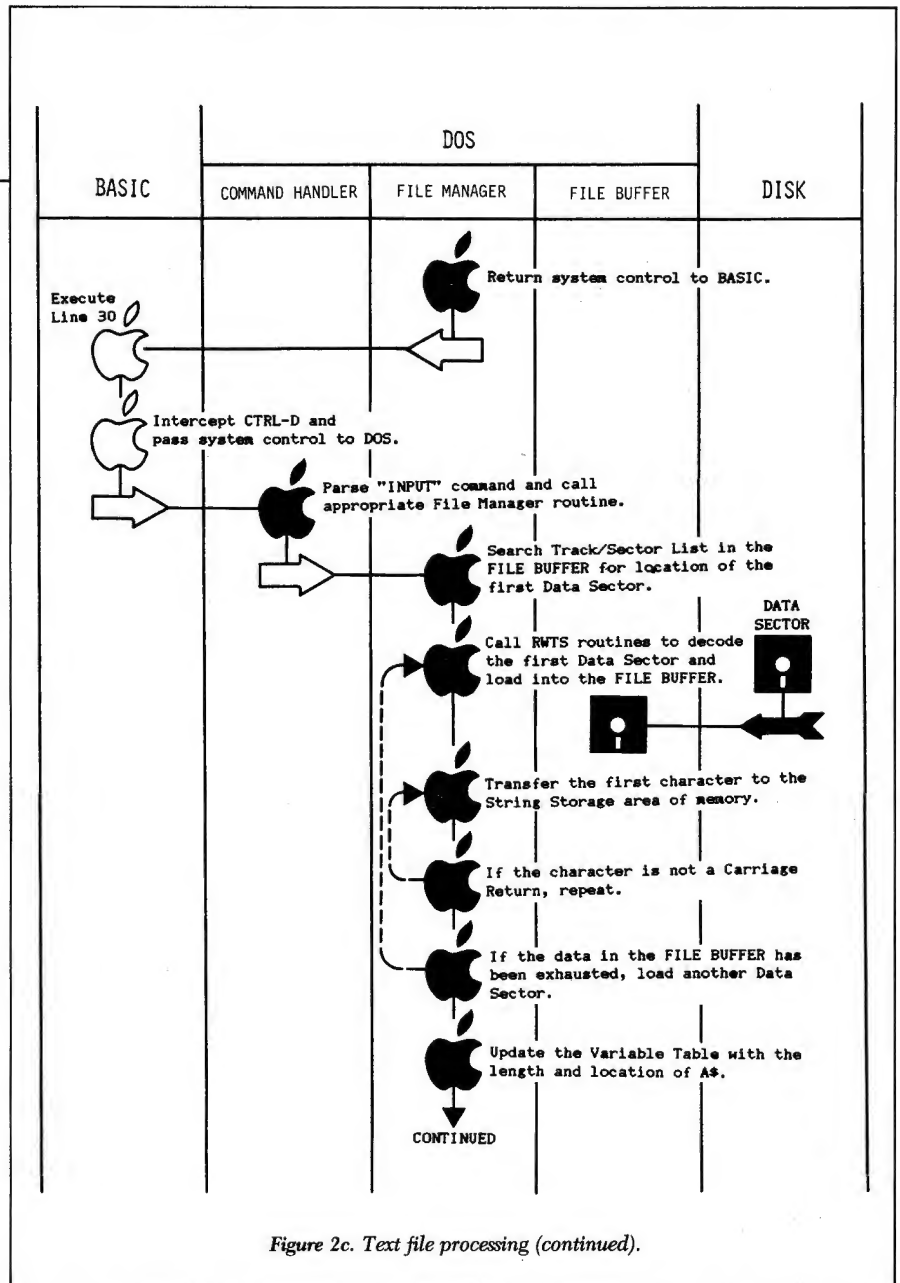 DOS
BASIC
COMMAND HANDLER
FILE MANAGER
FILE BUFFER
DISK
Return system control to BASIC.
Execute
Line 30
Intercept CTRL-D and
pass system control to DOS.
Parse "INPUT" command and call
appropriate File Manager routine.
Search Track/Sector List in the
FILE BUFFER for location of the
first Data Sector.
DATA
SECTOR
Call RWTS routines to decode
the first Data Sector and
load into the FILE BUFFER.
Transfer the first character to the
String Storage area of memory.
If the character is not a Carriage
Return, repeat.
If the data in the FILE BUFFER has
been exhausted, load another Data
Sector.
Update the Variable Table with the
length and location of A$.
CONTINUED
Figure 2c. Text file processing (continued).